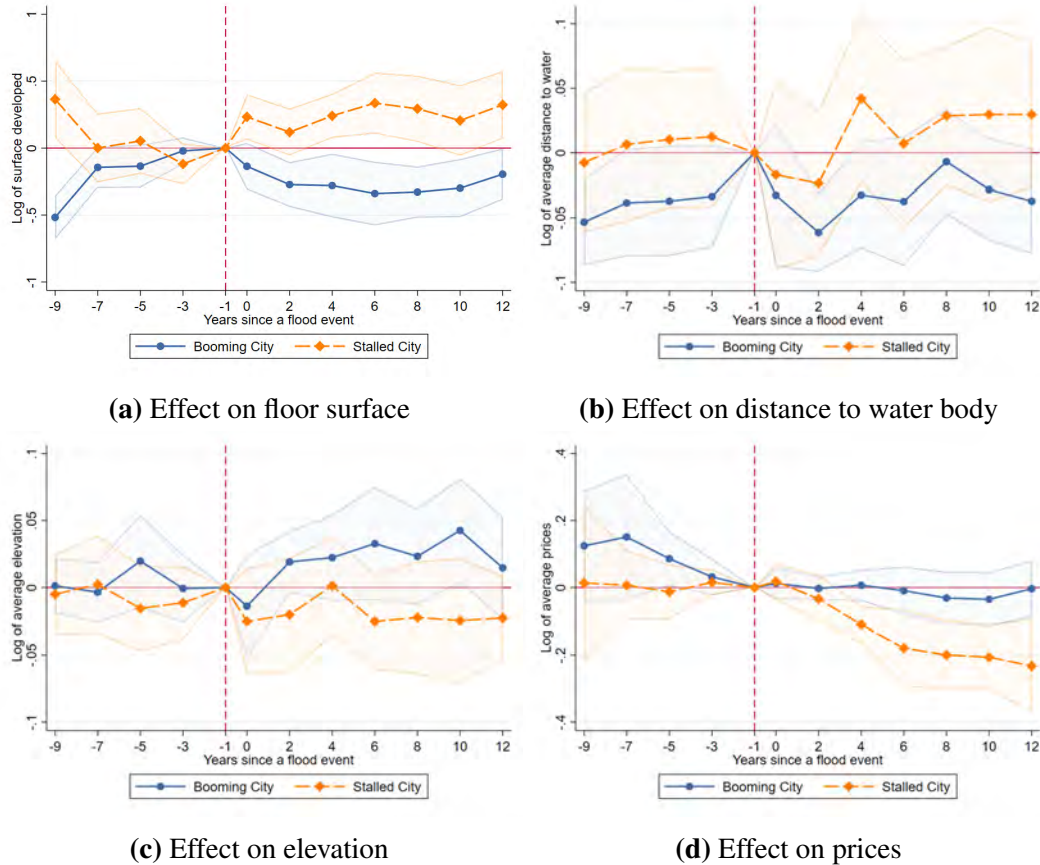 Log of surface developed
1
.5
0
-.5
-1
-9 -7 -5 -3 -1 0 2 4 6 8 10 12
Years since a flood event
Booming City Stalled City
(a) Effect on floor surface
Log of average distance to water
.1
.05
0
-.05
-.1
-9 -7 -5 -3 -1 0 2 4 6 8 10 12
Years since a flood event
Booming City Stalled City
(b) Effect on distance to water body
Log of average elevation
.1
.05
0
-.05
-.1
-9 -7 -5 -3 -1 0 2 4 6 8 10 12
Years since a flood event
Booming City Stalled City
(c) Effect on elevation
Log of average prices
.4
.2
0
-.2
-.4
-9 -7 -5 -3 -1 0 2 4 6 8 10 12
Years since a flood event
Booming City Stalled City
(d) Effect on prices